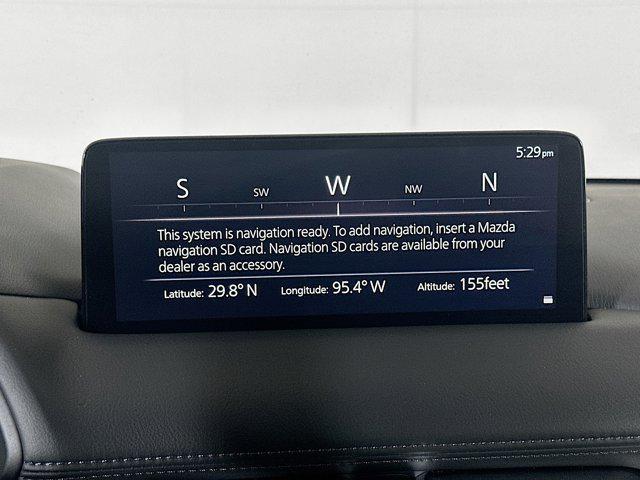 5:29pm
S SW W NW N
This system is navigation ready. To add navigation, insert a Mazda
navigation SD card. Navigation SD cards are available from your
dealer as an accessory.
Latitude: 29.8° N Longitude: 95.4° W Altitude: 155feet